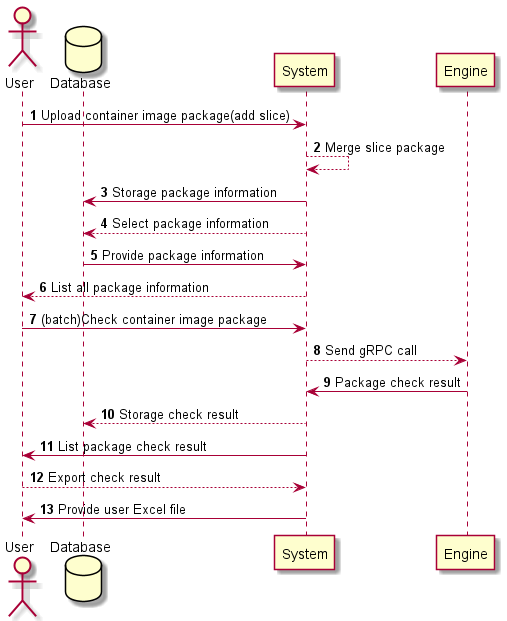 User
Database
System
Engine
1 Upload container image package(add slice)
2 Merge slice package
3 Storage package information
4 Select package information
5 Provide package information
6 List all package information
7 (batch)Check container image package
8 Send gRPC call
9 Package check result
10 Storage check result
11 List package check result
12 Export check result
13 Provide user Excel file
User
Database
System
Engine